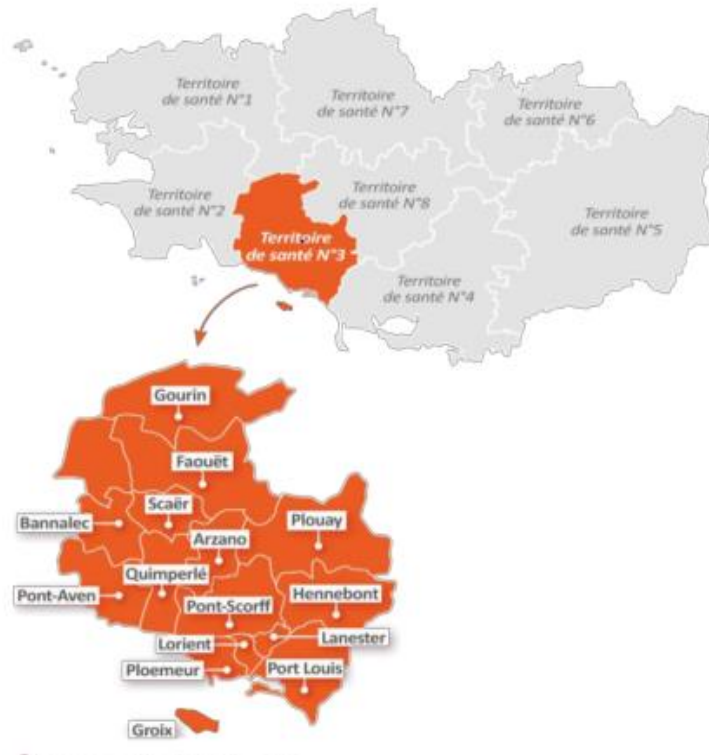 Territoire
de santé N°1
Territoire
de santé N°7
Territoire
de santé N°6
Territoire
de santé N°2
Territoire
de santé N°8
Territoire
de santé N°3
Territoire
de santé N°5
Territoire
de santé N°4
Gourin
Faouët
Scaër
Bannalec
Plouay
Arzano
Quimperlé
Pont-Aven
Hennebont
Pont-Scorff
Lorient
Lanester
Ploemeur
Port Louis
Groix